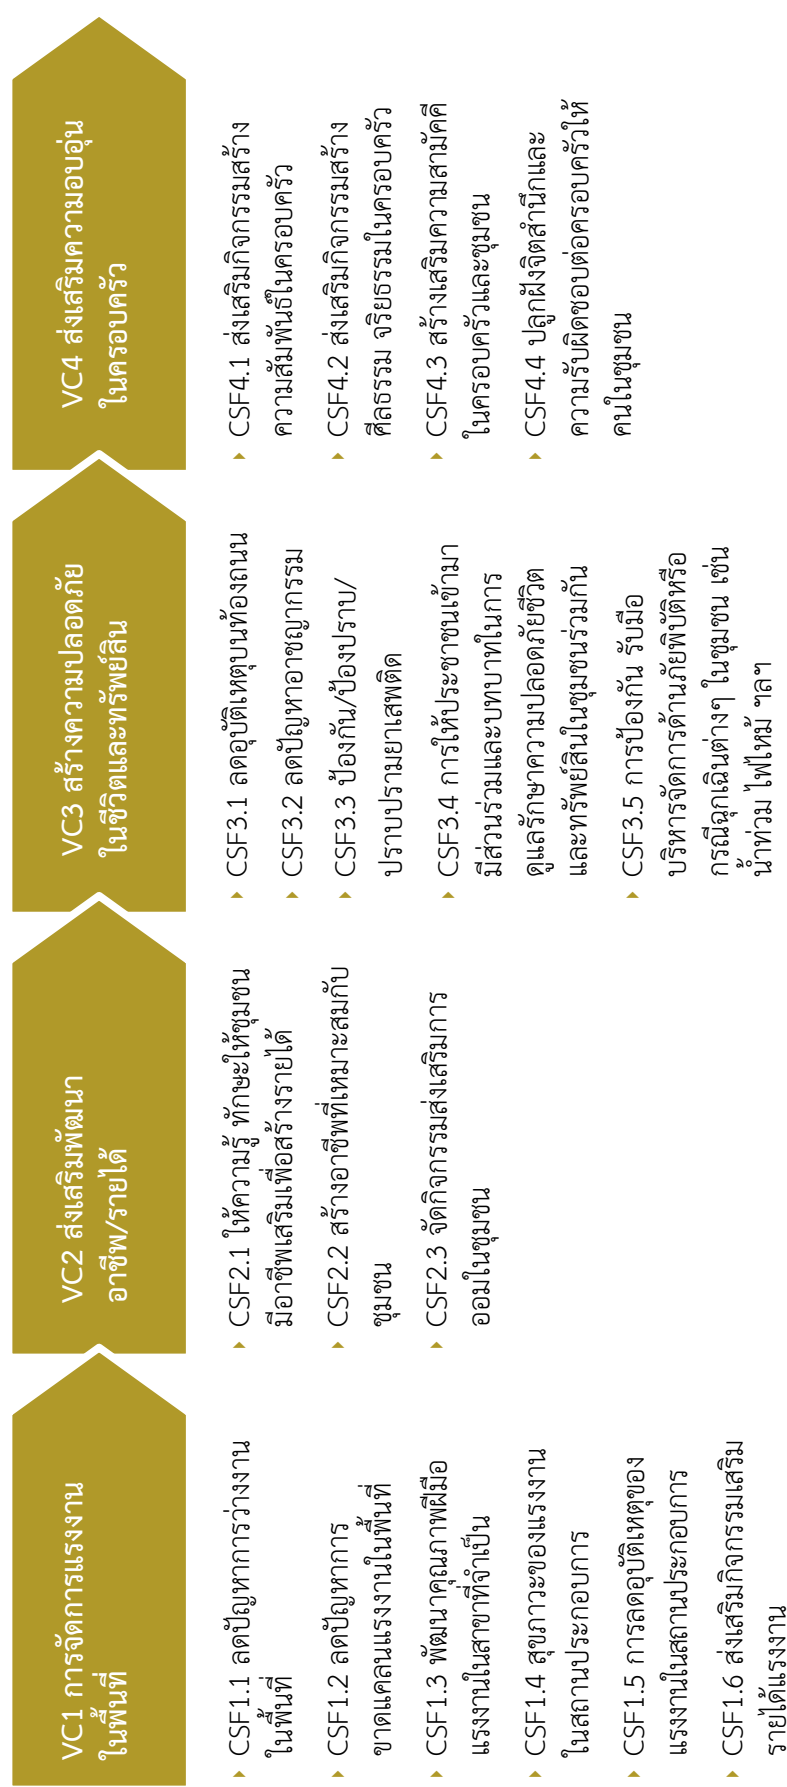 VC1 การจัดการแรงงาน
ในพื้นที่
CSF1.1 ลดปัญหาการว่างงาน
ในพื้นที่
CSF1.2 ลดปัญหาการ
ขาดแคลนแรงงานในพื้นที่
CSF1.3 พัฒนาคุณภาพฝีมือ
แรงงานในสาขาที่จำเป็น
CSF1.4 สุขภาวะของแรงงาน
ในสถานประกอบการ
CSF1.5 การลดอุบัติเหตุของ
แรงงานในสถานประกอบการ
CSF1.6 ส่งเสริมกิจกรรมเสริม
รายได้แรงงาน
VC2 ส่งเสริมพัฒนา
อาชีพ/รายได้
CSF2.1 ให้ความรู้ ทักษะให้ชุมชน
มีอาชีพเสริมเพื่อสร้างรายได้
CSF2.2 สร้างอาชีพที่เหมาะสมกับ
ชุมชน
CSF2.3 จัดกิจกรรมส่งเสริมการ
ออมในชุมชน
VC3 สร้างความปลอดภัย
ในชีวิตและทรัพย์สิน
CSF3.1 ลดอุบัติเหตุบนท้องถนน
CSF3.2 ลดปัญหาอาชญากรรม
CSF3.3 ป้องกัน/ป้องปราบ/
ปราบปรามยาเสพติด
CSF3.4 การให้ประชาชนเข้ามา
มีส่วนร่วมและบทบาทในการ
ดูแลรักษาความปลอดภัยชีวิต
และทรัพย์สินในชุมชนร่วมกัน
CSF3.5 การป้องกัน รับมือ
บริหารจัดการด้านภัยพิบัติหรือ
กรณีฉุกเฉินต่างๆ ในชุมชน เช่น
น้ำท่วม ไฟไหม้ ฯลฯ
VC4 ส่งเสริมความอบอุ่น
ในครอบครัว
CSF4.1 ส่งเสริมกิจกรรมสร้าง
ความสัมพันธ์ในครอบครัว
CSF4.2 ส่งเสริมกิจกรรมสร้าง
ศีลธรรม จริยธรรมในครอบครัว
CSF4.3 สร้างเสริมความสามัคคี
ในครอบครัวและชุมชน
CSF4.4 ปลูกฝังจิตสำนึกและ
ความรับผิดชอบต่อครอบครัวให้
คนในชุมชน